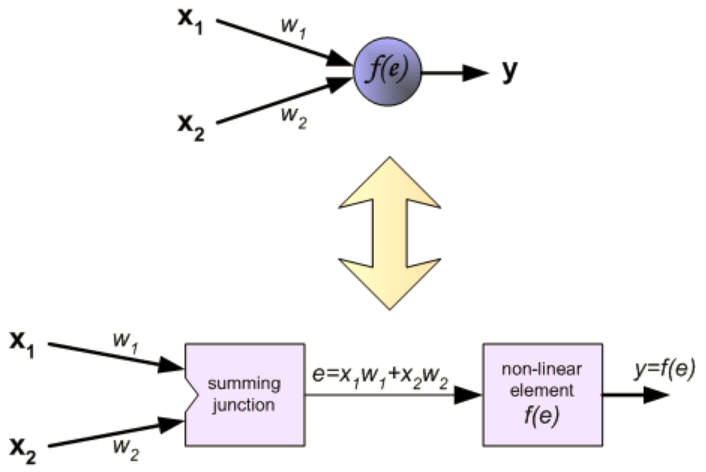 x₁
w₁
f(e)
y
x₂
w₂
x₁
w₁
summing
junction
e=x₁w₁+x₂w₂
non-linear
element
f(e)
y=f(e)
x₂
w₂